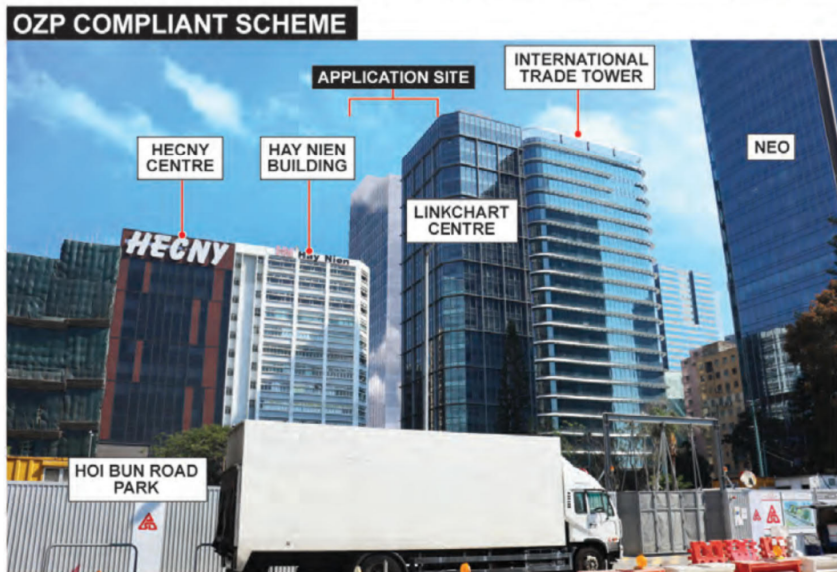 OZP COMPLIANT SCHEME
APPLICATION SITE
INTERNATIONAL
TRADE TOWER
HECNY
CENTRE
HAY NIEN
BUILDING
NEO
LINKCHART
CENTRE
HECNY
Hay Nien
HOI BUN ROAD
PARK